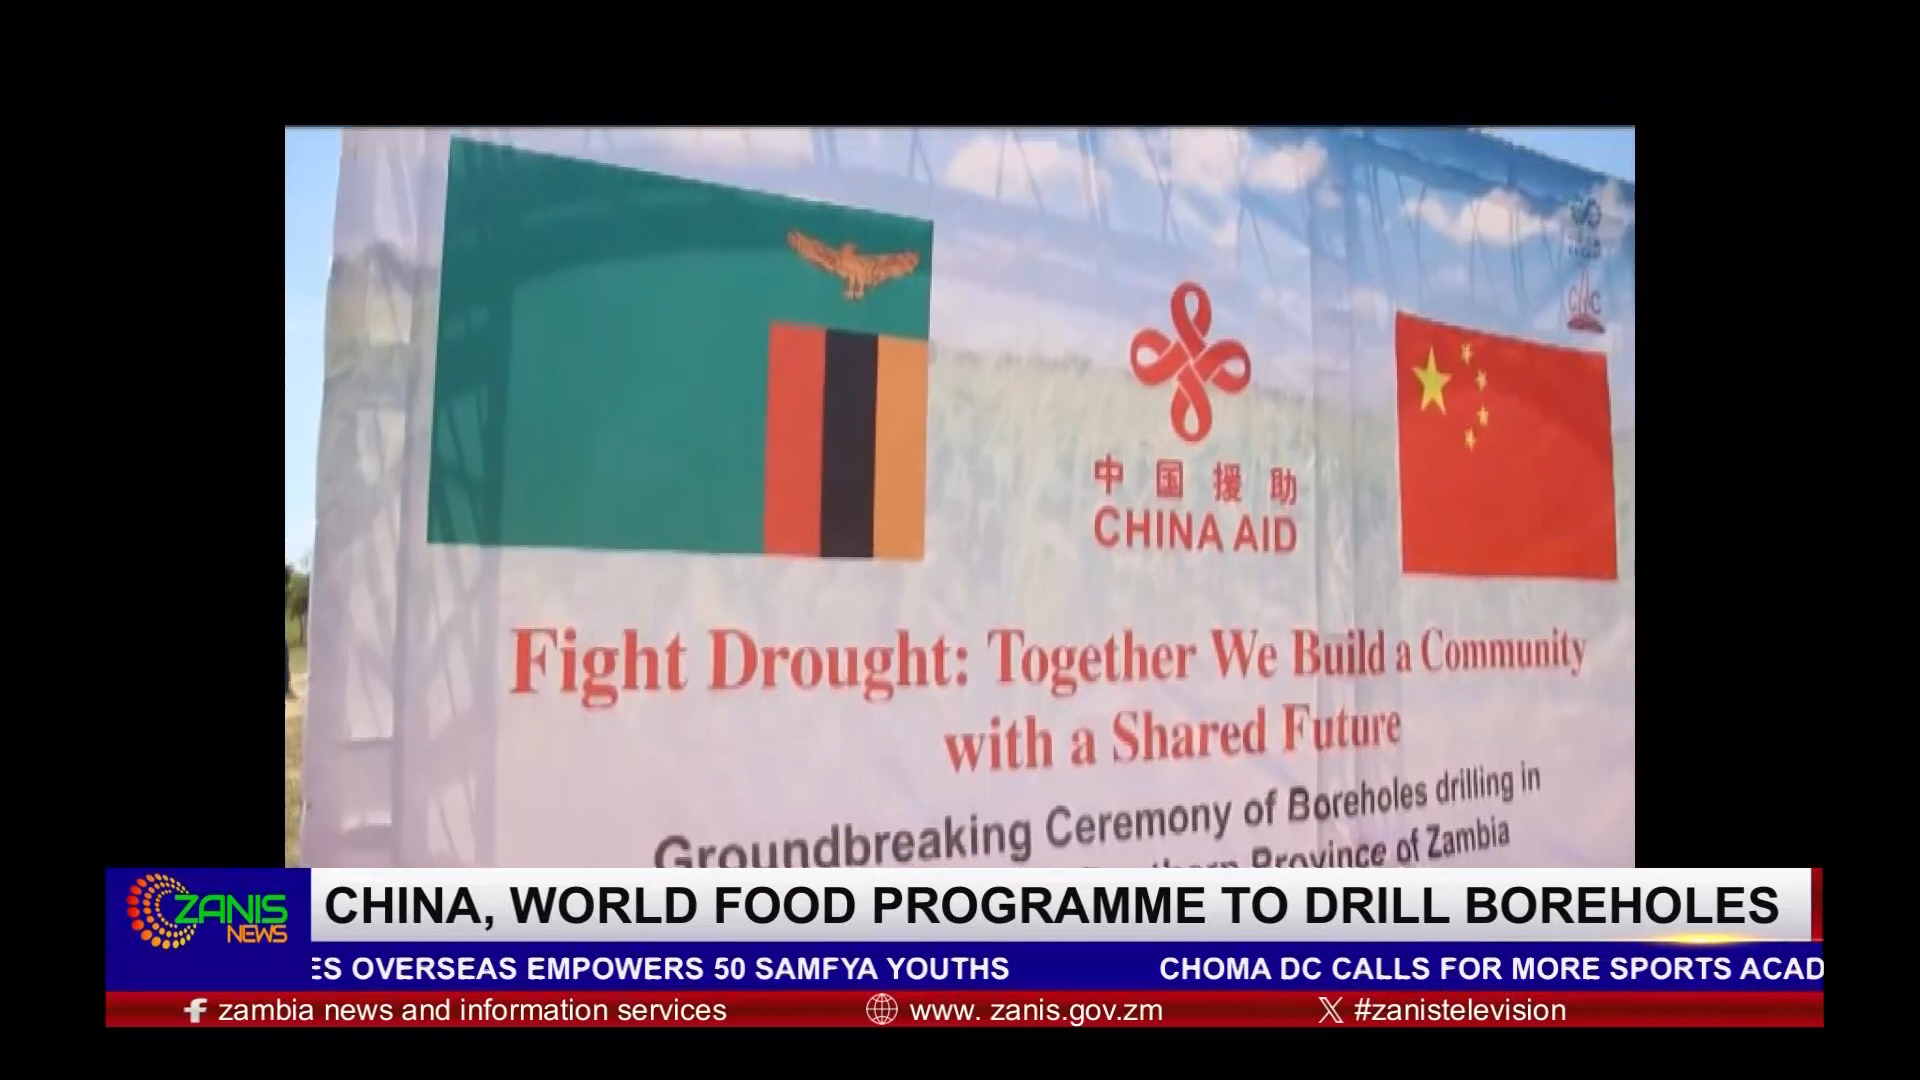 中国援助
CHINA AID
Fight Drought: Together We Build a Community
with a Shared Future
Groundbreaking Ceremony of Boreholes drilling in
Province of Zambia
ZANIS
NEWS
CHINA, WORLD FOOD PROGRAMME TO DRILL BOREHOLES
ES OVERSEAS EMPOWERS 50 SAMFYA YOUTHS CHOMA DC CALLS FOR MORE SPORTS ACAD
zambia news and information services www. zanis.gov.zm #zanistelevision